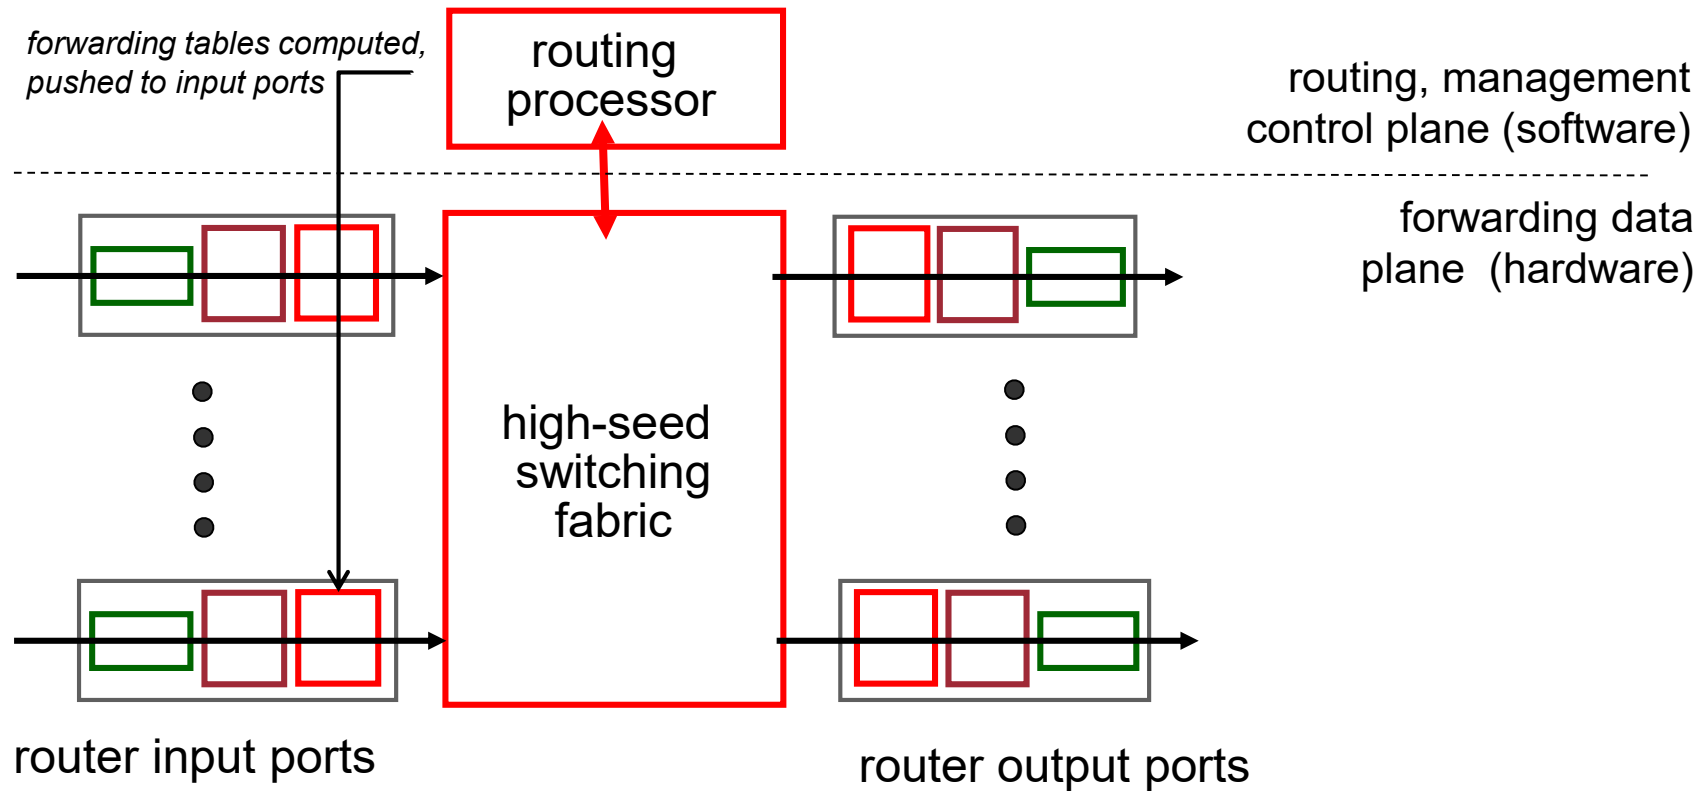 forwarding tables computed,
pushed to input ports
routing
processor
routing, management
control plane (software)
forwarding data
plane (hardware)
high-seed
switching
fabric
router input ports
router output ports